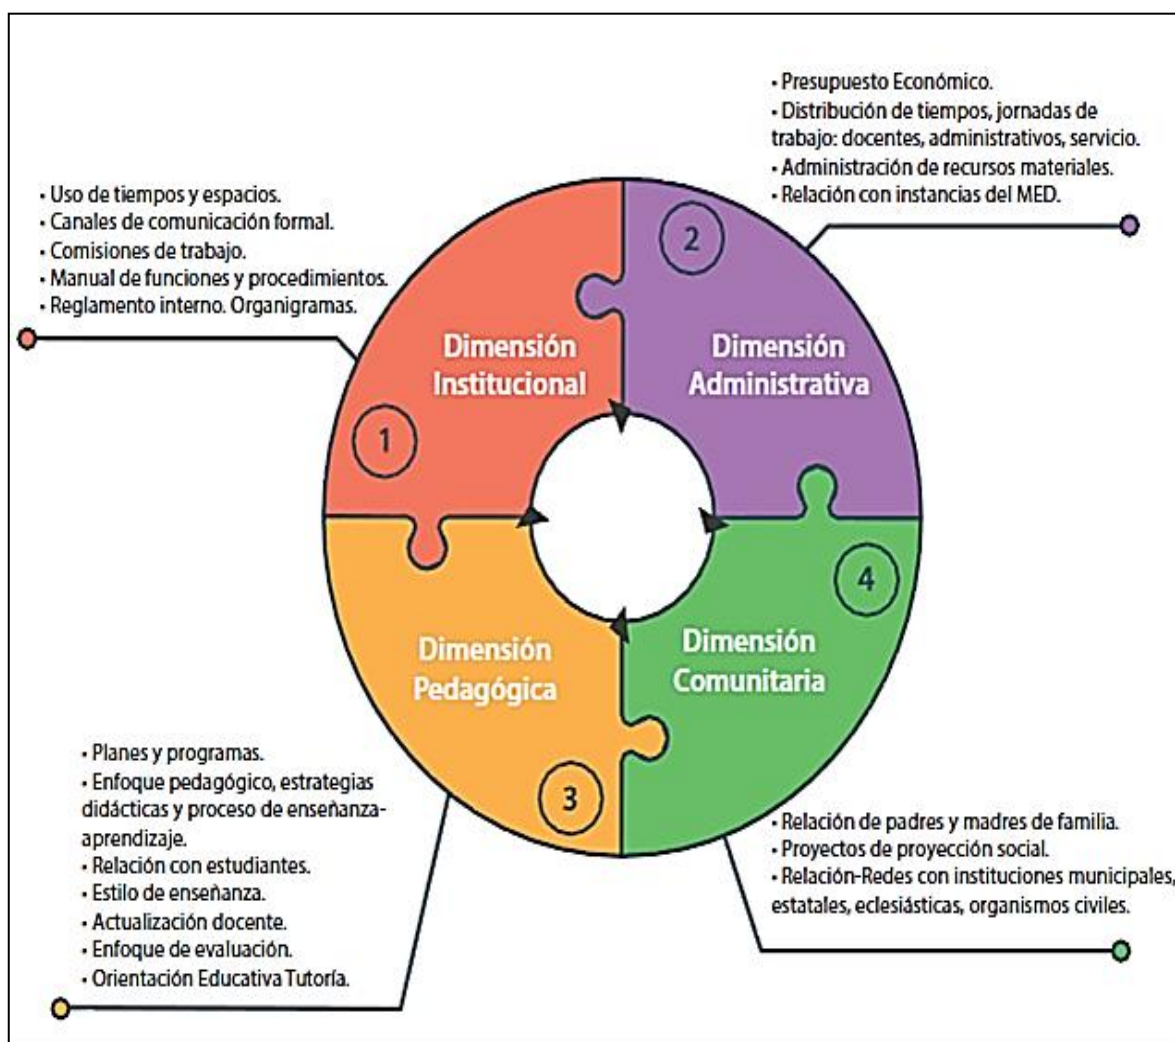 • Uso de tiempos y espacios.
• Canales de comunicación formal.
• Comisiones de trabajo.
• Manual de funciones y procedimientos.
• Reglamento interno. Organigramas.
1
Dimensión
Institucional
• Presupuesto Económico.
• Distribución de tiempos, jornadas de
trabajo: docentes, administrativos, servicio.
• Administración de recursos materiales.
• Relación con instancias del MED.
2
Dimensión
Administrativa
3
Dimensión
Pedagógica
• Planes y programas.
• Enfoque pedagógico, estrategias
didácticas y proceso de enseñanza-
aprendizaje.
• Relación con estudiantes.
• Estilo de enseñanza.
• Actualización docente.
• Enfoque de evaluación.
• Orientación Educativa Tutoría.
4
Dimensión
Comunitaria
• Relación de padres y madres de familia.
• Proyectos de proyección social.
• Relación-Redes con instituciones municipales,
estatales, eclesiásticas, organismos civiles.